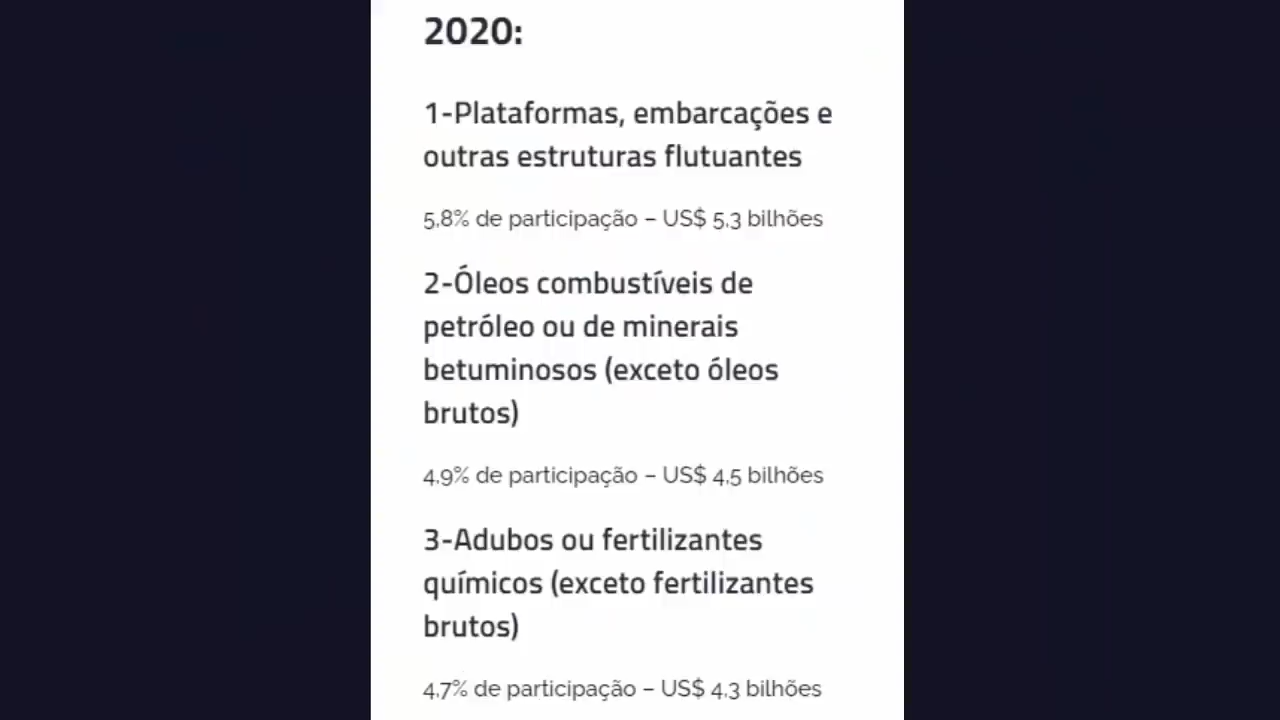 2020:
1-Plataformas, embarcações e
outras estruturas flutuantes
5,8% de participação – US$ 5,3 bilhões
2-Óleos combustíveis de
petróleo ou de minerais
betuminosos (exceto óleos
brutos)
4,9% de participação – US$ 4,5 bilhões
3-Adubos ou fertilizantes
químicos (exceto fertilizantes
brutos)
4,7% de participação – US$ 4,3 bilhões